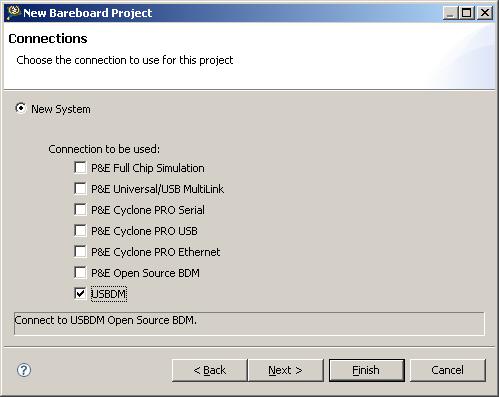 New Bareboard Project
Connections
Choose the connection to use for this project
New System
Connection to be used:
P&E Full Chip Simulation
P&E Universal/USB MultiLink
P&E Cyclone PRO Serial
P&E Cyclone PRO USB
P&E Cyclone PRO Ethernet
P&E Open Source BDM
USBDM
Connect to USBDM Open Source BDM.
? < Back Next > Finish Cancel